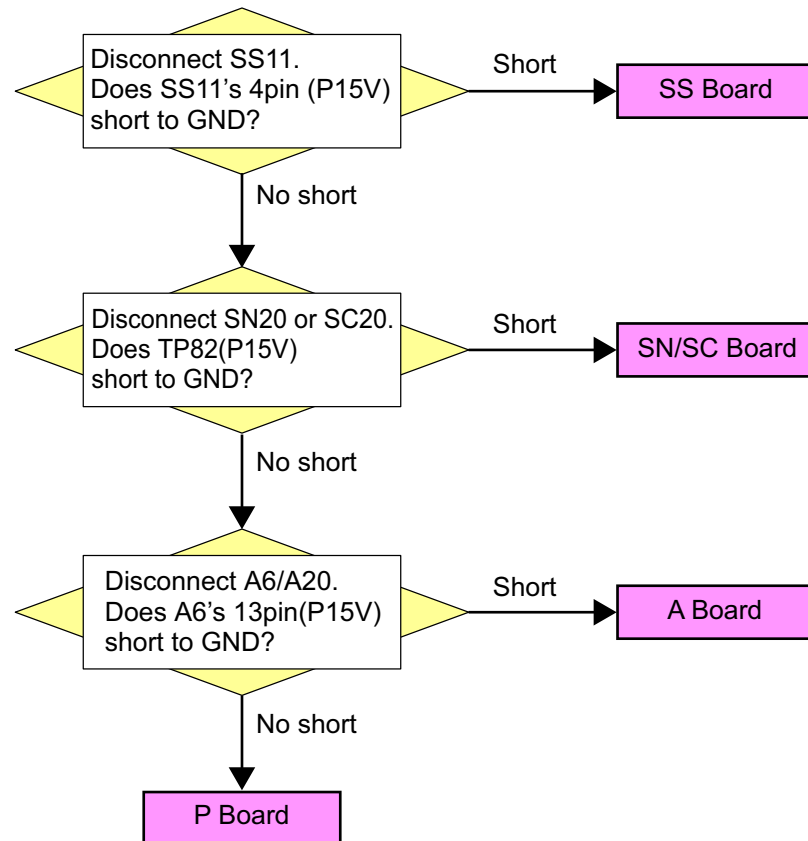 Disconnect SS11.
Does SS11's 4pin (P15V)
short to GND?
Short
SS Board
No short
Disconnect SN20 or SC20.
Does TP82(P15V)
short to GND?
Short
SN/SC Board
No short
Disconnect A6/A20.
Does A6's 13pin(P15V)
short to GND?
Short
A Board
No short
P Board